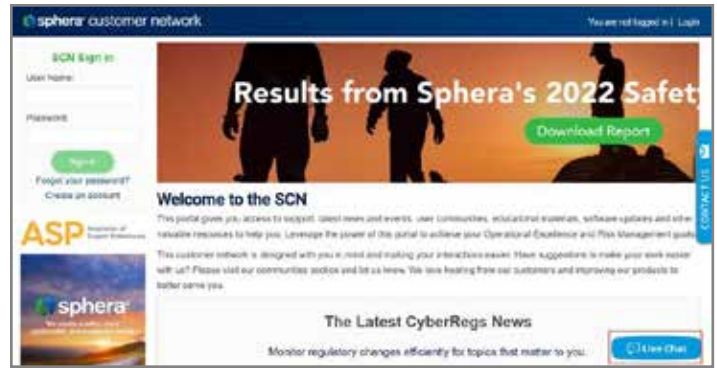 sphera customer network
You are not logged in | Login
SCN Sign in
User Name:
Password:
Sign in
Forgot your password?
Create an account
ASP
sphera
Results from Sphera's 2022 Safet
Download Report
CONTACT US
Welcome to the SCN
This portal gives you access to support, latest news and events, user communities, educational materials, software updates and other
valuable resources to help you. Leverage the power of this portal to achieve your Operational Excellence and Risk Management goals.
This customer network is designed with you in mind and making your interactions easier. Have suggestions to make your work easier
with us? Please visit our communities section and let us know. We love hearing from our customers and improving our products to
better serve you.
The Latest CyberRegs News
Monitor regulatory changes efficiently for topics that matter to you.
Live Chat